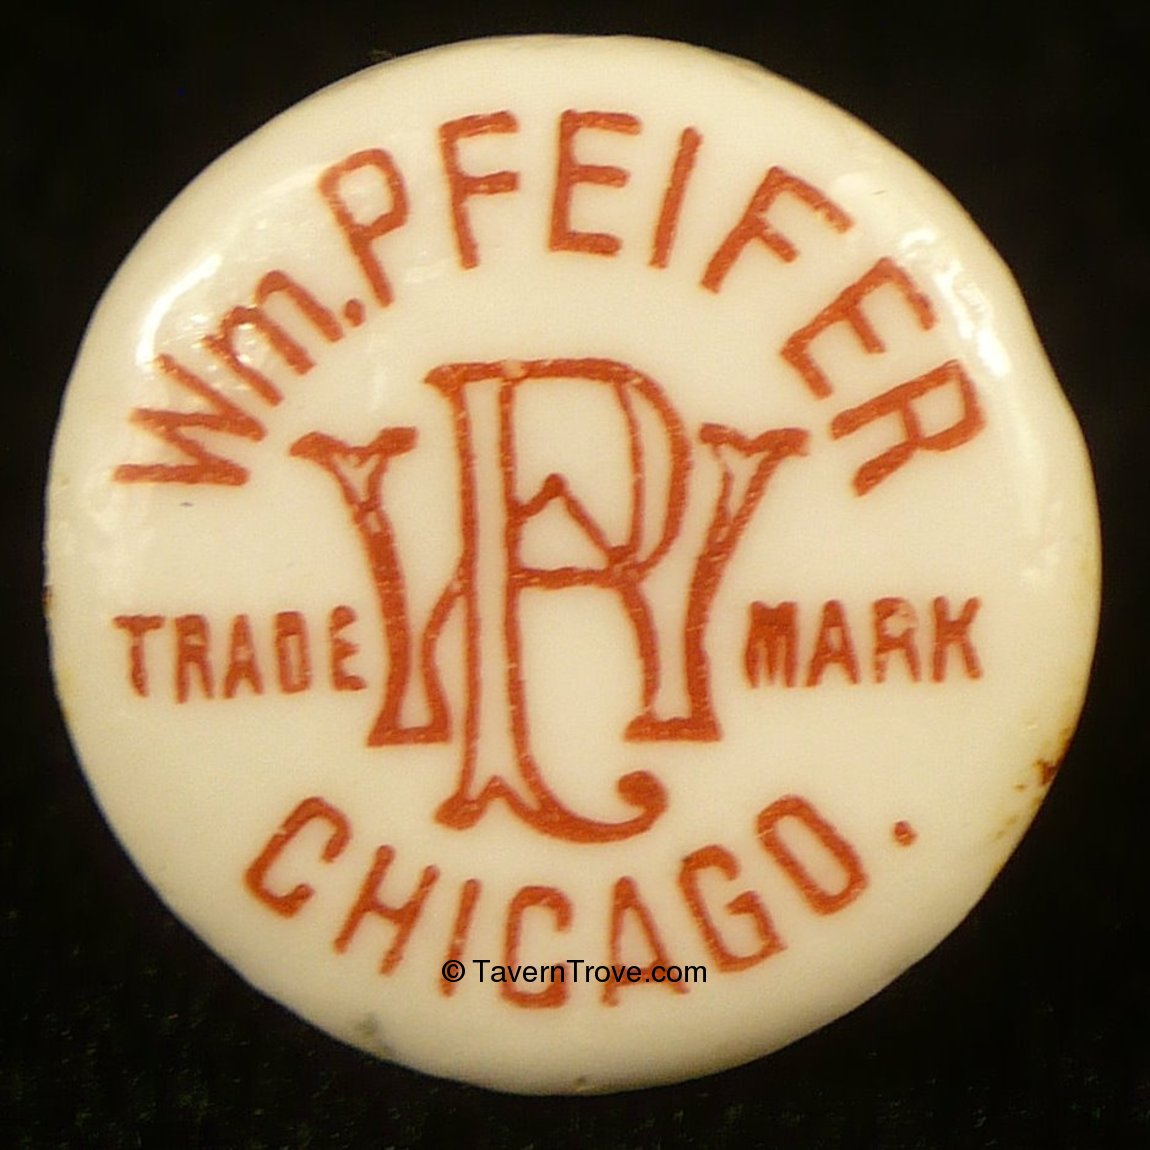 Wm. PFEIFER
WP
TRADE MARK
CHICAGO.
© TavernTrove.com